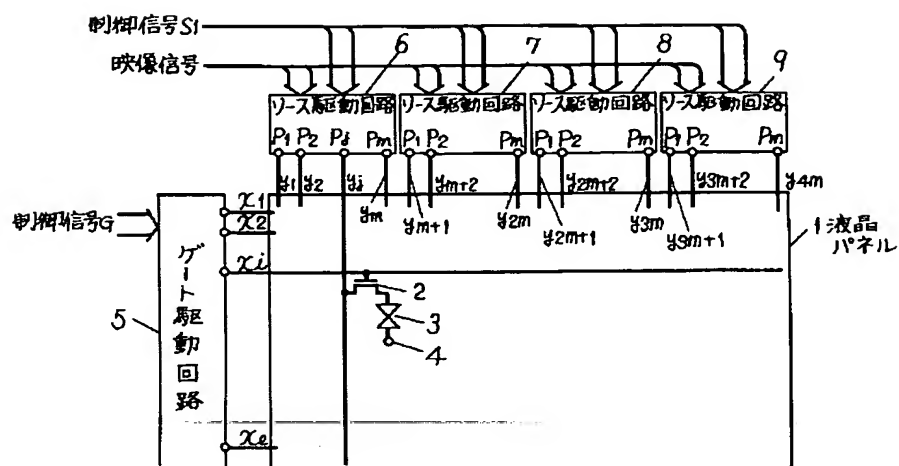 制御信号S1
映像信号
6
7
8
9
ソース駆動回路
ソース駆動回路
ソース駆動回路
ソース駆動回路
P1 P2 Pj Pm
P1 P2 Pm
P1 P2 Pm
P1 P2 Pm
y1 y2 yj ym
ym+1 ym+2 y2m
y2m+1 y2m+2 y3m
y3m+1 y3m+2 y4m
制御信号G
x1
x2
xi
xe
ゲート駆動回路
5
2
3
4
1液晶
パネル